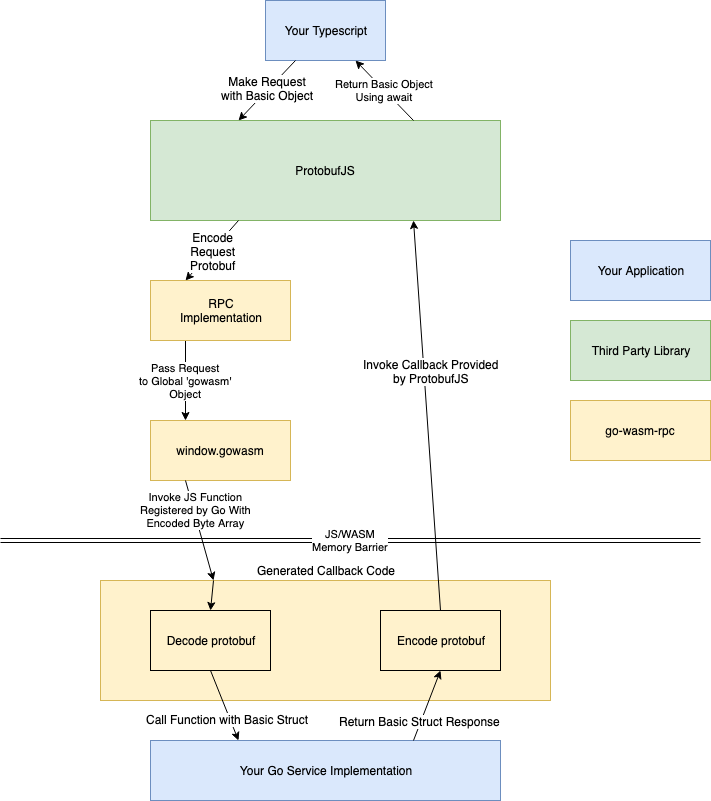 Your Typescript
Make Request
with Basic Object
Return Basic Object
Using await
ProtobufJS
Encode
Request
Protobuf
RPC
Implementation
Pass Request
to Global 'gowasm'
Object
window.gowasm
Invoke JS Function
Registered by Go With
Encoded Byte Array
Invoke Callback Provided
by ProtobufJS
JS/WASM
Memory Barrier
Generated Callback Code
Decode protobuf
Encode protobuf
Call Function with Basic Struct
Return Basic Struct Response
Your Go Service Implementation
Your Application
Third Party Library
go-wasm-rpc